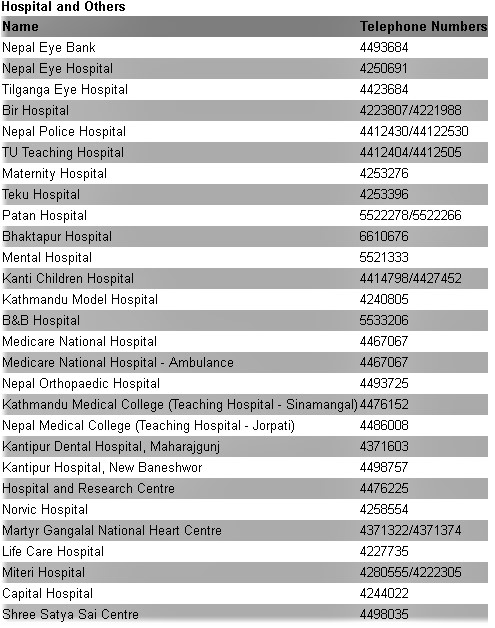 Hospital and Others
Name Telephone Numbers
Nepal Eye Bank 4493684
Nepal Eye Hospital 4250691
Tilganga Eye Hospital 4423684
Bir Hospital 4223807/4221988
Nepal Police Hospital 4412430/44122530
TU Teaching Hospital 4412404/4412505
Maternity Hospital 4253276
Teku Hospital 4253396
Patan Hospital 5522278/5522266
Bhaktapur Hospital 6610676
Mental Hospital 5521333
Kanti Children Hospital 4414798/4427452
Kathmandu Model Hospital 4240805
B&B Hospital 5533206
Medicare National Hospital 4467067
Medicare National Hospital - Ambulance 4467067
Nepal Orthopaedic Hospital 4493725
Kathmandu Medical College (Teaching Hospital - Sinamangal) 4476152
Nepal Medical College (Teaching Hospital - Jorpati) 4486008
Kantipur Dental Hospital, Maharajgunj 4371603
Kantipur Hospital, New Baneshwor 4498757
Hospital and Research Centre 4476225
Norvic Hospital 4258554
Martyr Gangalal National Heart Centre 4371322/4371374
Life Care Hospital 4227735
Miteri Hospital 4280555/4222305
Capital Hospital 4244022
Shree Satya Sai Centre 4498035